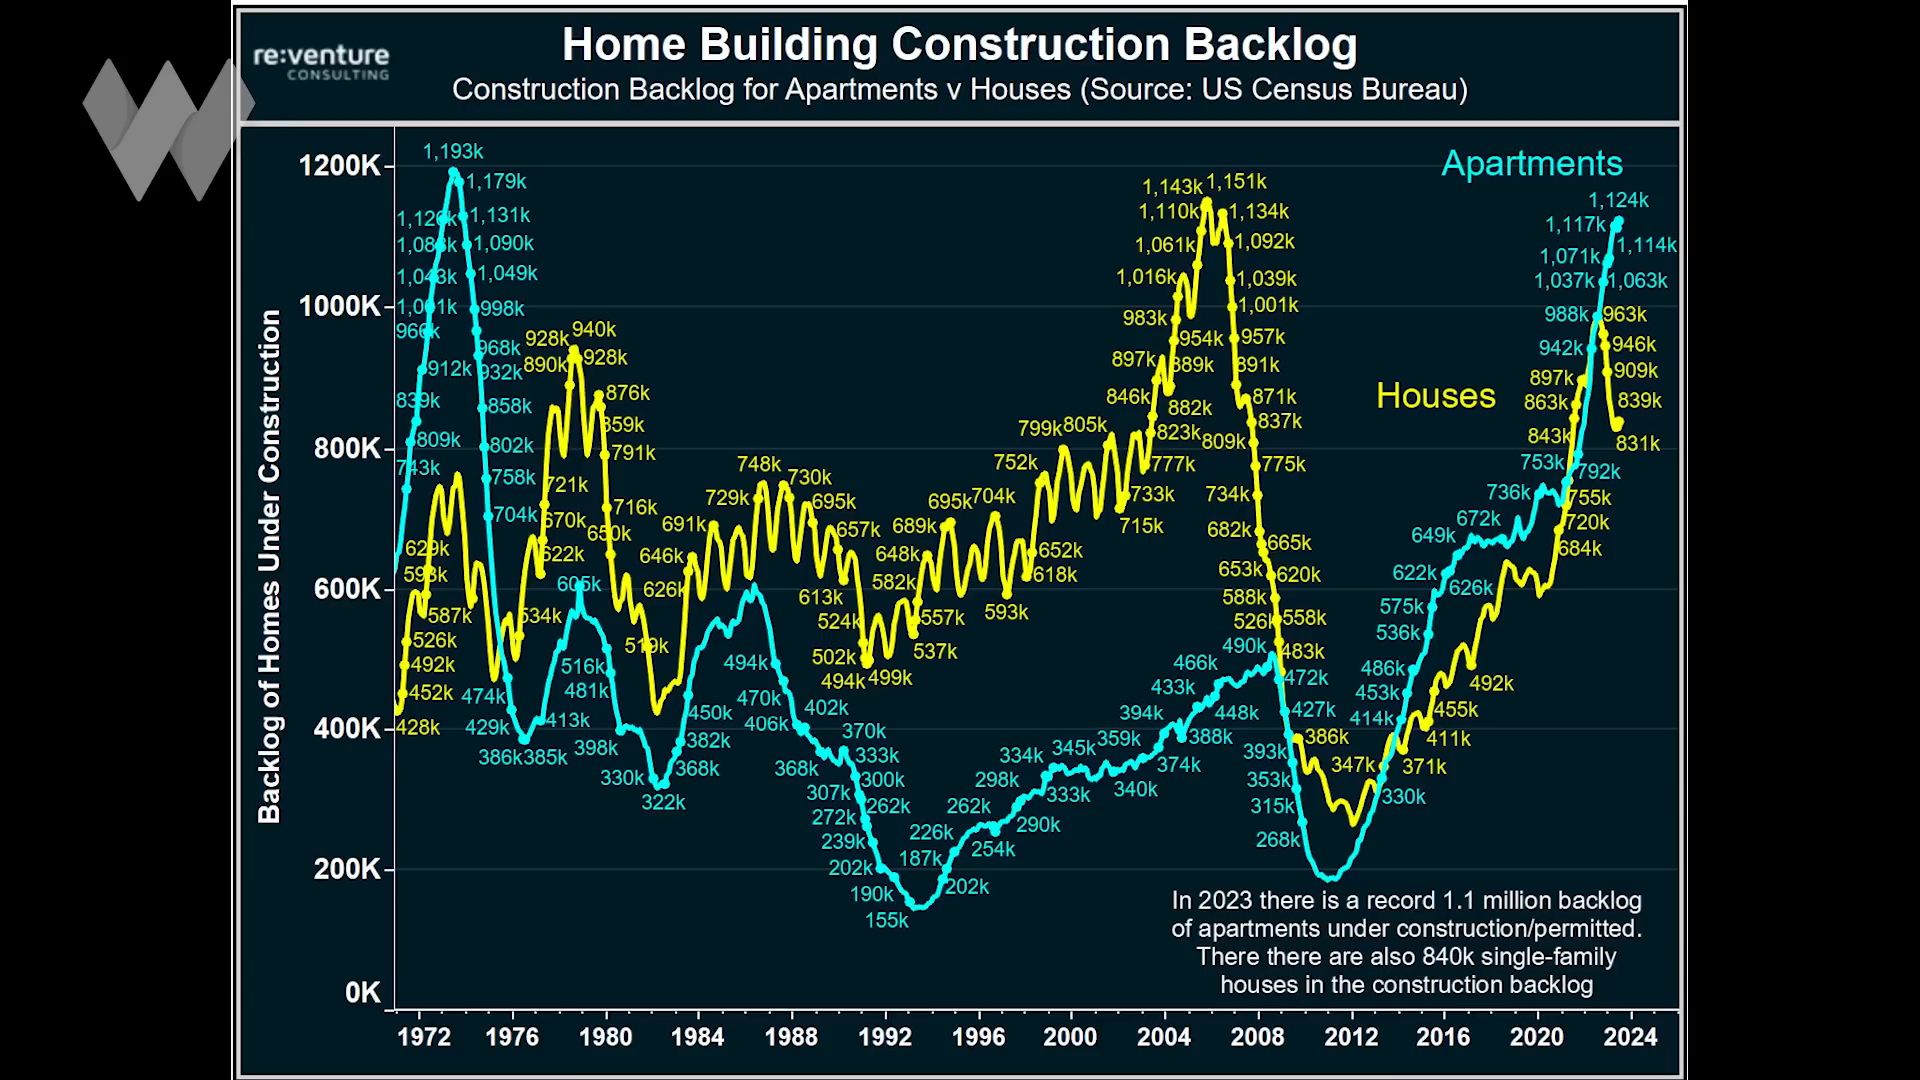 re:venture
CONSULTING
Home Building Construction Backlog
Construction Backlog for Apartments v Houses (Source: US Census Bureau)
Backlog of Homes Under Construction
1200K
1000K
800K
600K
400K
200K
0K
Apartments
Houses
1,193k
1,179k
1,131k
1,090k
1,049k
1,043k
1,001k
998k
966k
968k
932k
912k
839k
858k
809k
802k
743k
758k
704k
629k
593k
587k
526k
492k
452k
428k
474k
429k
386k
385k
534k
928k
940k
890k
928k
876k
859k
791k
721k
716k
670k
650k
622k
605k
516k
481k
413k
398k
330k
322k
519k
646k
626k
691k
729k
748k
730k
695k
657k
613k
524k
502k
494k
499k
494k
470k
406k
402k
450k
382k
368k
368k
370k
333k
300k
307k
262k
272k
239k
202k
190k
155k
187k
226k
202k
262k
254k
298k
290k
334k
333k
345k
359k
340k
394k
374k
433k
388k
466k
448k
490k
648k
689k
695k
704k
582k
557k
537k
593k
652k
618k
752k
799k
805k
715k
733k
777k
823k
846k
882k
889k
897k
954k
983k
1,016k
1,061k
1,110k
1,143k
1,151k
1,134k
1,092k
1,039k
1,001k
957k
891k
871k
837k
809k
775k
734k
682k
665k
653k
620k
588k
558k
526k
483k
472k
427k
393k
386k
353k
315k
268k
347k
371k
330k
411k
455k
492k
414k
453k
486k
536k
575k
622k
626k
649k
672k
736k
753k
684k
720k
755k
792k
843k
863k
897k
942k
988k
963k
946k
909k
839k
831k
1,037k
1,063k
1,071k
1,114k
1,117k
1,124k
In 2023 there is a record 1.1 million backlog
of apartments under construction/permitted.
There there are also 840k single-family
houses in the construction backlog
1972 1976 1980 1984 1988 1992 1996 2000 2004 2008 2012 2016 2020 2024